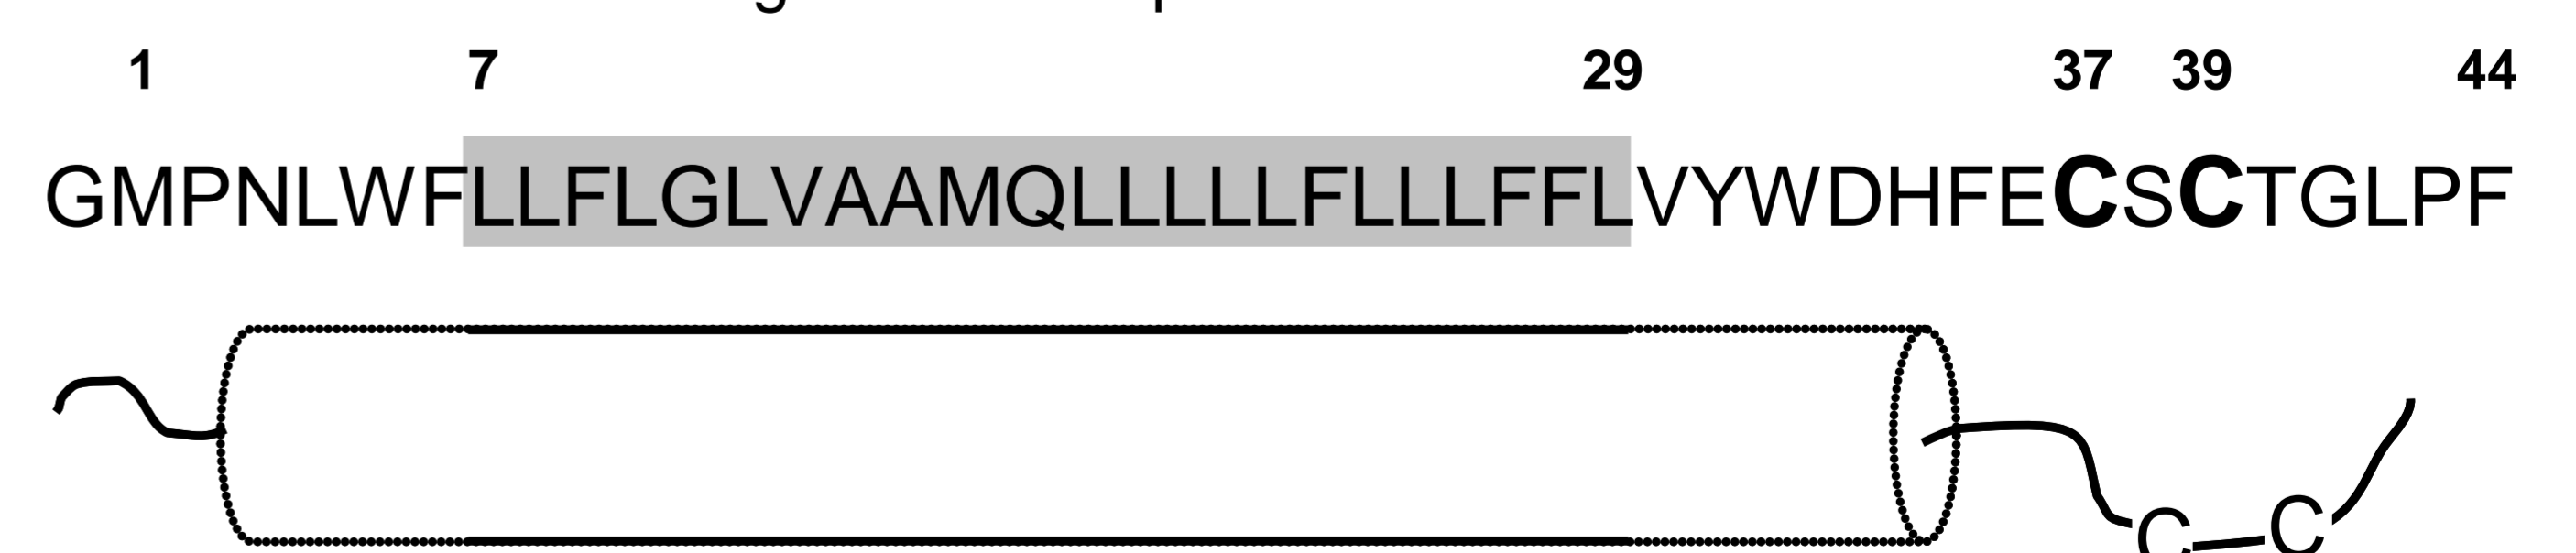 1 7 29 37 39 44
GMPNLWFLLFLGLVAAMQLLLLLFLLLFFLVYWDHFECSCTGLPF
C C